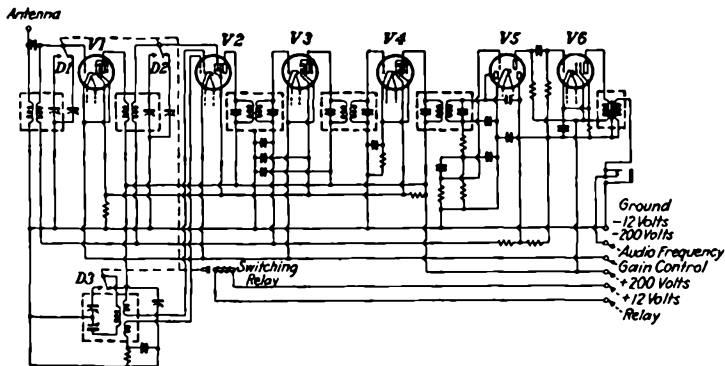 Antenna
V1
V2
V3
V4
V5
V6
D1
D2
D3
Switching
Relay
Ground
-12 Volts
-200 Volts
Audio Frequency
Gain Control
+200 Volts
+12 Volts
Relay